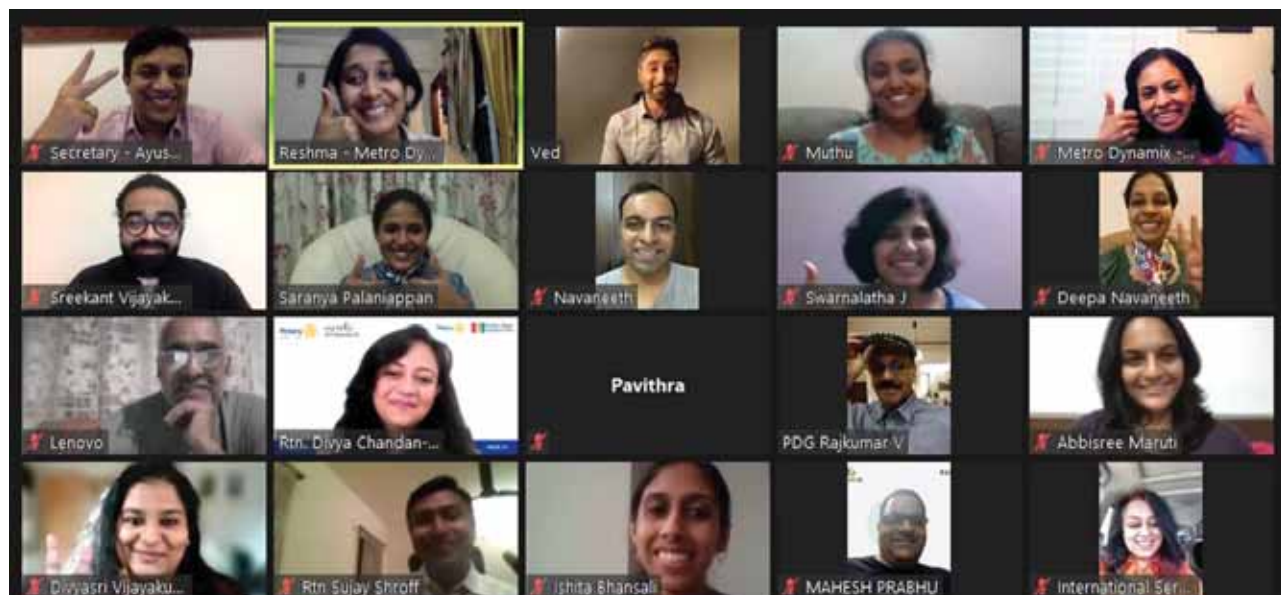 Secretary - Ayus...
Reshma - Metro Dy...
Ved
Muthu
Metro Dynamix -...
Sreekant Vijayak...
Saranya Palaniappan
Navaneeth
Swarnalatha J
Deepa Navaneeth
Lenovo
Rotary
Rtn. Divya Chandan-...
Pavithra
PDG Rajkumar V
Abbisree Maruti
Divyasri Vijayaku...
Rtn Sujay Shroff
Ishita Bhansali
MAHESH PRABHU
International Ser...